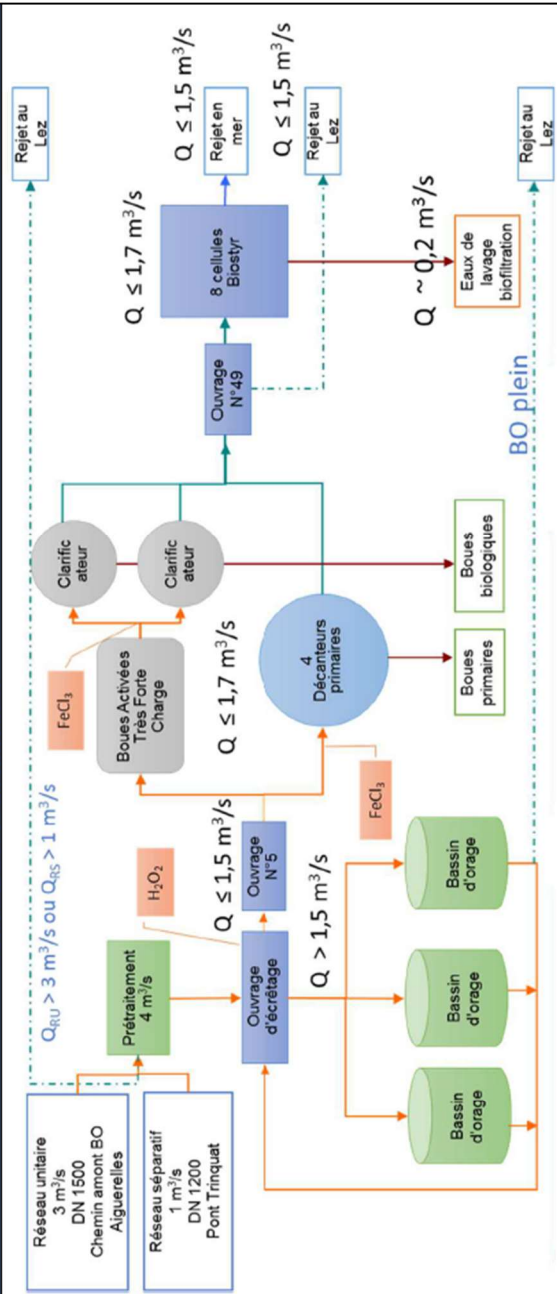 Réseau unitaire
3 m³/s
DN 1500
Chemin amont BO
Aiguerelles
Réseau séparatif
1 m³/s
DN 1200
Pont Trinquat
Q_RU > 3 m³/s ou Q_RS > 1 m³/s
Prétraitement
4 m³/s
H₂O₂
Ouvrage
d'écrêtage
Q ≤ 1,5 m³/s
Ouvrage
N°5
Q > 1,5 m³/s
Bassin
d'orage
Bassin
d'orage
Bassin
d'orage
FeCl₃
Boues Activées
Très Forte
Charge
Q ≤ 1,7 m³/s
FeCl₃
4
Décanteurs
primaires
Clarific
ateur
Clarific
ateur
Boues
primaires
Boues
biologiques
Ouvrage
N°49
Q ≤ 1,7 m³/s
8 cellules
Biostyr
Q ~ 0,2 m³/s
Eaux de
lavage
biofiltration
BO plein
Rejet au
Lez
Q ≤ 1,5 m³/s
Rejet en
mer
Q ≤ 1,5 m³/s
Rejet au
Lez
Rejet au
Lez